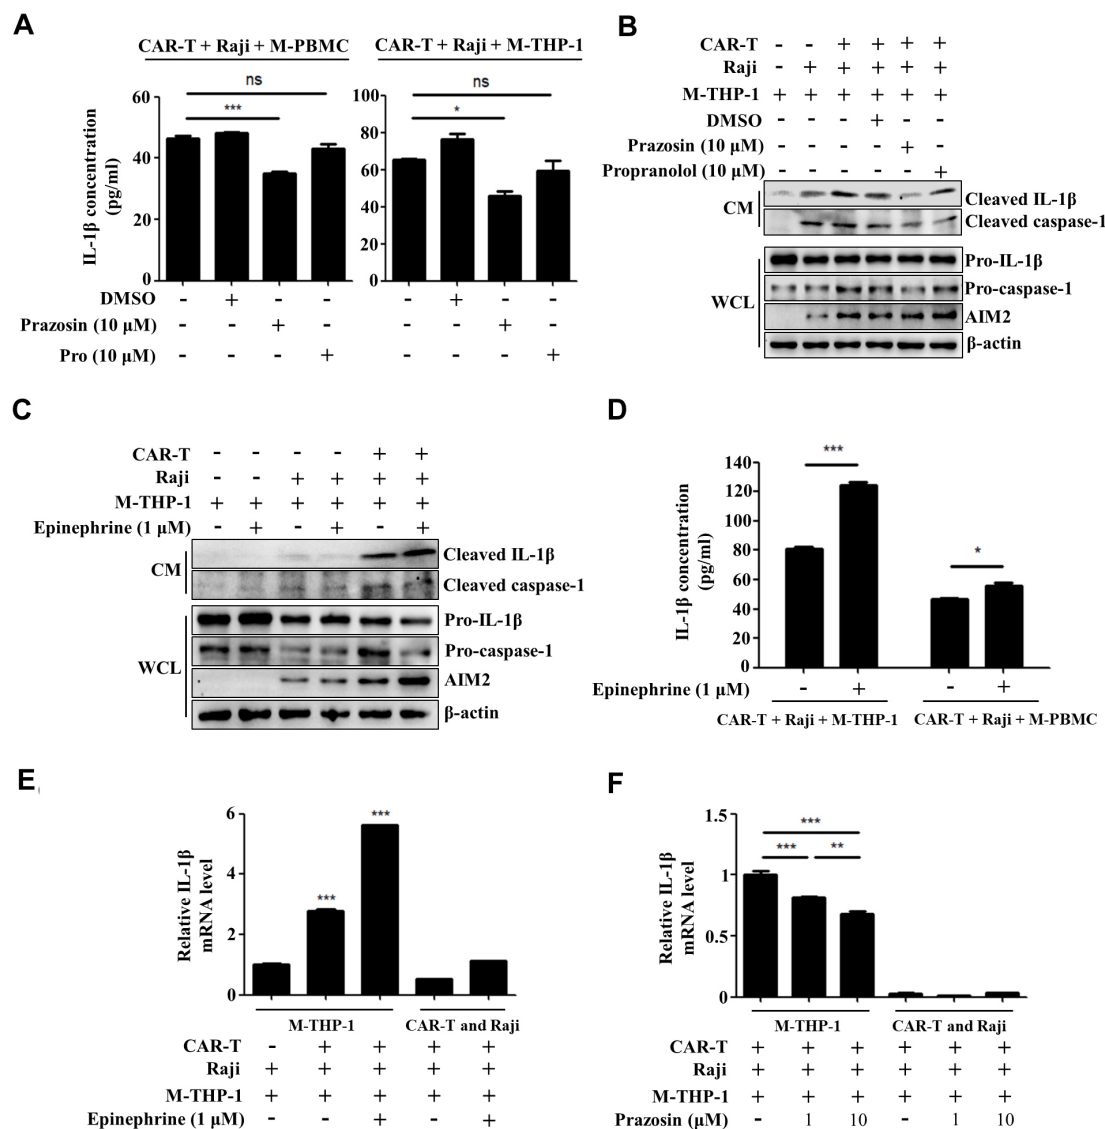 A
CAR-T + Raji + M-PBMC
CAR-T + Raji + M-THP-1
ns
***
ns
*
IL-1β concentration
(pg/ml)
60
40
20
0
100
80
60
40
20
0
DMSO - + - - - + - -
Prazosin (10 μM) - - + - - - + -
Pro (10 μM) - - - + - - - +
B
CAR-T - - + + + +
Raji - + + + + +
M-THP-1 + + + + + +
DMSO - - - + - -
Prazosin (10 μM) - - - - + -
Propranolol (10 μM) - - - - - +
CM
Cleaved IL-1β
Cleaved caspase-1
WCL
Pro-IL-1β
Pro-caspase-1
AIM2
β-actin
C
CAR-T - - - - + +
Raji - - + + + +
M-THP-1 + + + + + +
Epinephrine (1 μM) - + - + - +
CM
Cleaved IL-1β
Cleaved caspase-1
WCL
Pro-IL-1β
Pro-caspase-1
AIM2
β-actin
D
***
*
IL-1β concentration
(pg/ml)
140
120
100
80
60
40
20
0
Epinephrine (1 μM) - + - +
CAR-T + Raji + M-THP-1
CAR-T + Raji + M-PBMC
E
***
***
Relative IL-1β
mRNA level
6
4
2
0
M-THP-1
CAR-T and Raji
CAR-T - + + + +
Raji + + + + +
M-THP-1 + + + + +
Epinephrine (1 μM) - - + - +
F
***
***
**
Relative IL-1β
mRNA level
1.5
1
0.5
0
M-THP-1
CAR-T and Raji
CAR-T + + + + + +
Raji + + + + + +
M-THP-1 + + + + + +
Prazosin (μM) - 1 10 - 1 10